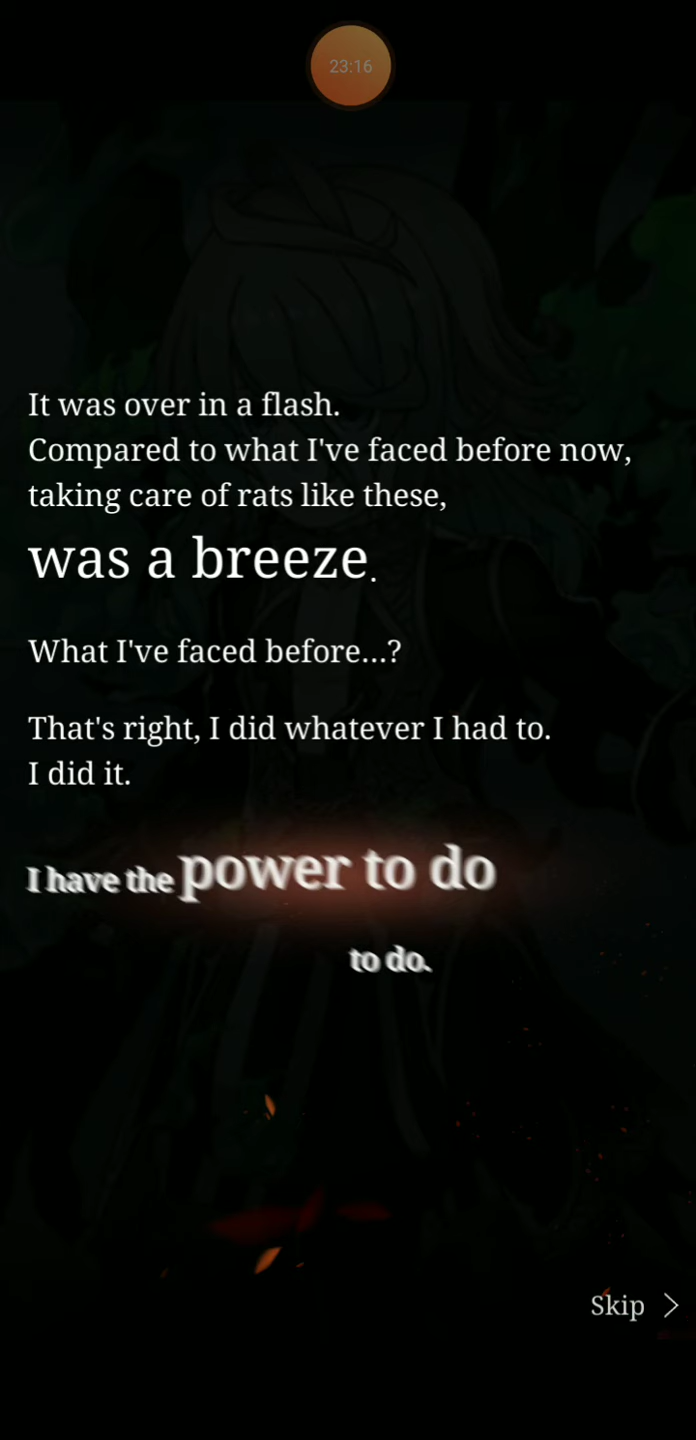 23:16
It was over in a flash.
Compared to what I've faced before now,
taking care of rats like these,
was a breeze.
What I've faced before...?
That's right, I did whatever I had to.
I did it.
I have the power to do
to do.
Skip